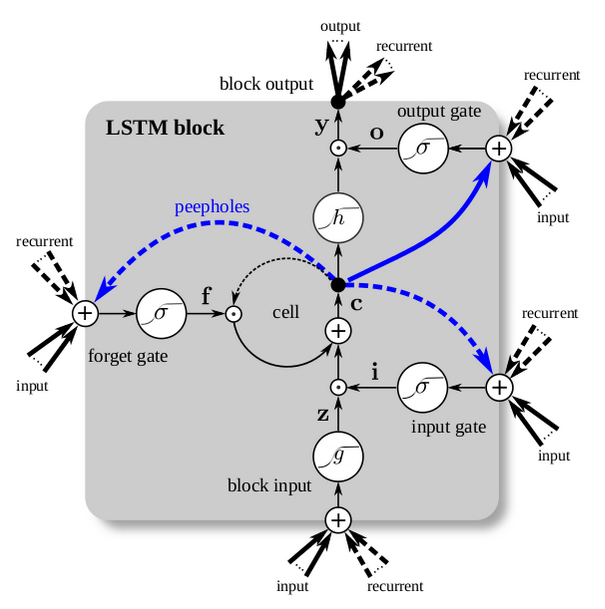 output
recurrent
block output
recurrent
output gate
LSTM block
y
o
σ
+
input
h
peepholes
recurrent
c
recurrent
f
cell
+
σ
+
forget gate
i
σ
+
input
z
input gate
g
input
block input
+
input
recurrent